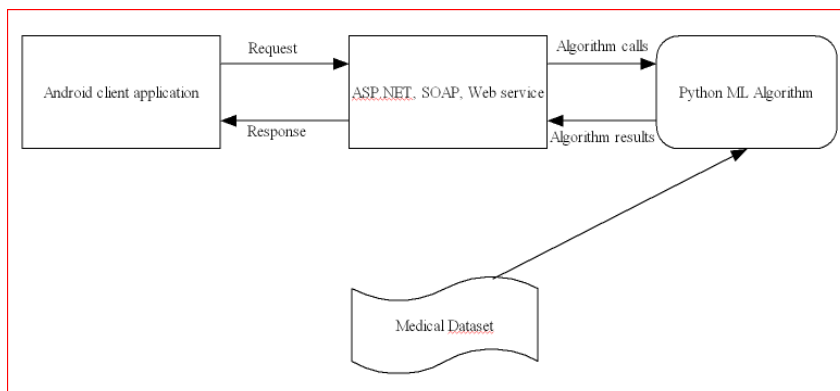 Request
Algorithm calls
Android client application
ASP.NET, SOAP, Web service
Python ML Algorithm
Response
Algorithm results
Medical Dataset